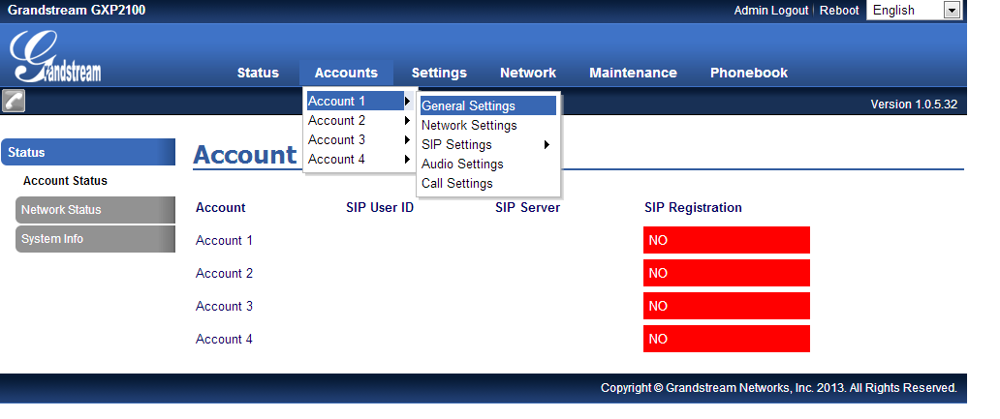 Grandstream GXP2100 Admin Logout | Reboot English
Grandstream
Status Accounts Settings Network Maintenance Phonebook
Version 1.0.5.32
Account 1
Account 2
Account 3
Account 4
General Settings
Network Settings
SIP Settings
Audio Settings
Call Settings
Status
Account Status
Network Status
System Info
Account
Account SIP User ID SIP Server SIP Registration
Account 1 NO
Account 2 NO
Account 3 NO
Account 4 NO
Copyright © Grandstream Networks, Inc. 2013. All Rights Reserved.